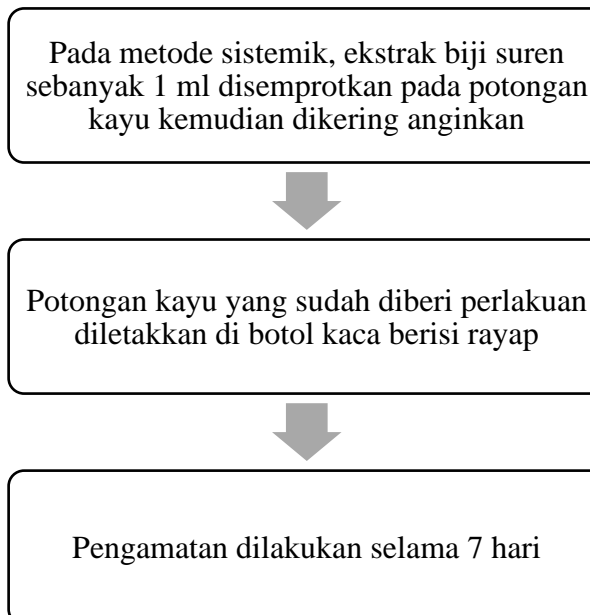 Pada metode sistemik, ekstrak biji suren
sebanyak 1 ml disemprotkan pada potongan
kayu kemudian dikering anginkan
Potongan kayu yang sudah diberi perlakuan
diletakkan di botol kaca berisi rayap
Pengamatan dilakukan selama 7 hari